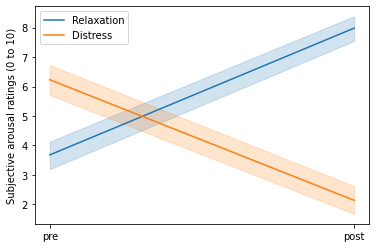 Relaxation
Distress
Subjective arousal ratings (0 to 10)
8
7
6
5
4
3
2
pre
post